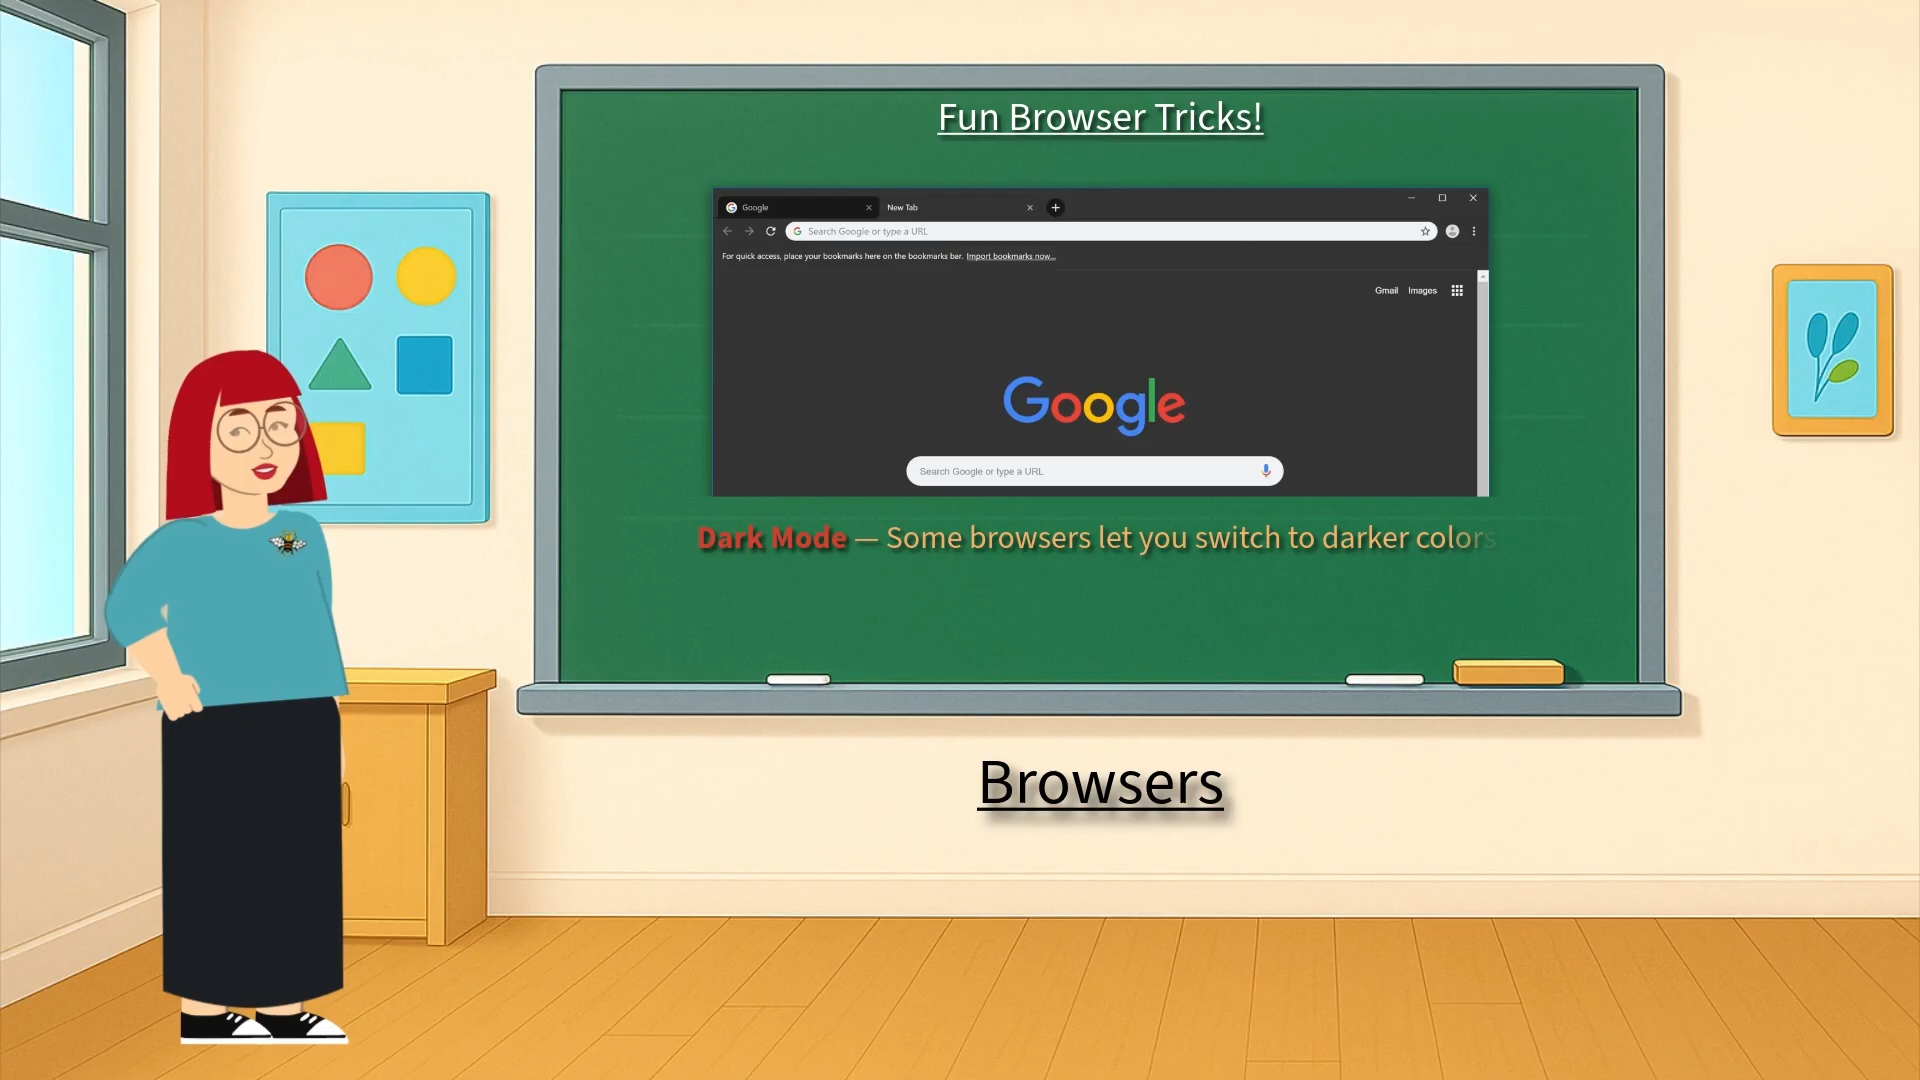 Fun Browser Tricks!
Google
New Tab
Search Google or type a URL
For quick access, place your bookmarks here on the bookmarks bar. Import bookmarks now...
Gmail Images
Google
Search Google or type a URL
Dark Mode — Some browsers let you switch to darker colors
Browsers